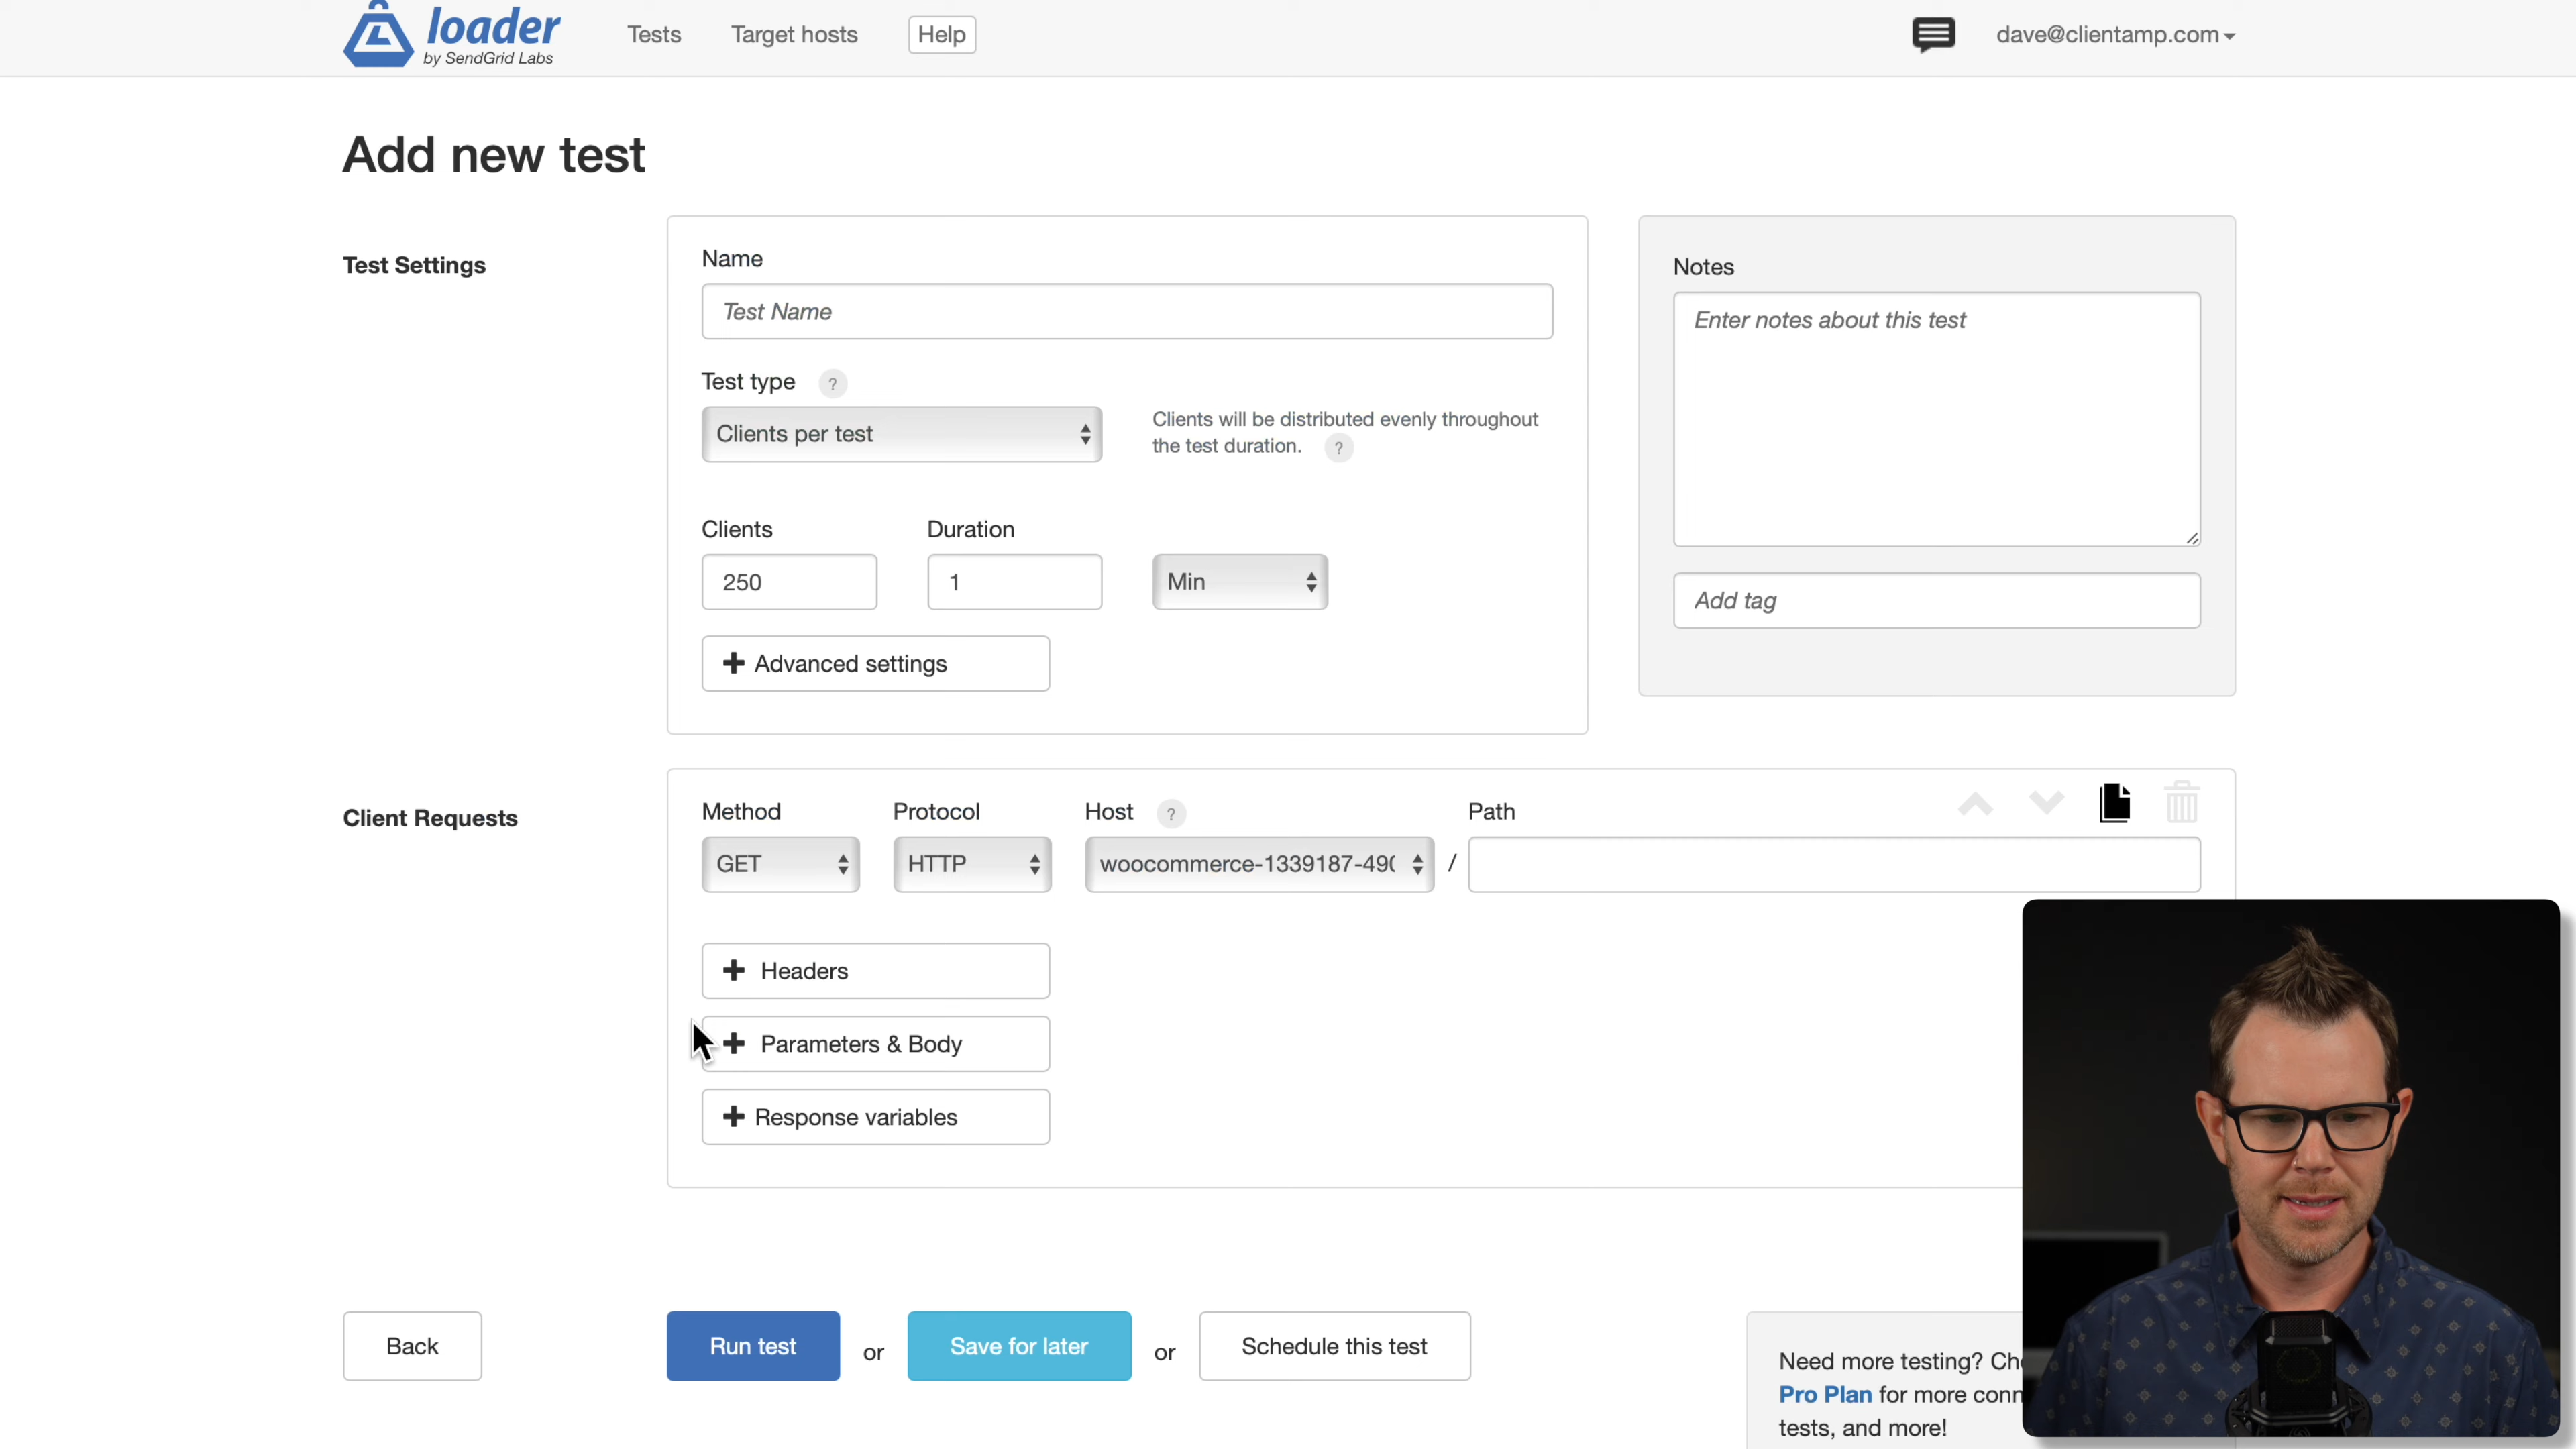 loader
by SendGrid Labs
Tests
Target hosts
Help
dave@clientamp.com
Add new test
Test Settings
Name
Test Name
Test type ?
Clients per test
Clients will be distributed evenly throughout
the test duration. ?
Clients
Duration
250
1
Min
+ Advanced settings
Notes
Enter notes about this test
Add tag
Client Requests
Method
Protocol
Host ?
Path
GET
HTTP
woocommerce-1339187-490
/
+ Headers
+ Parameters & Body
+ Response variables
Back
Run test
or
Save for later
or
Schedule this test
Need more testing?
Pro Plan for more
tests, and more!